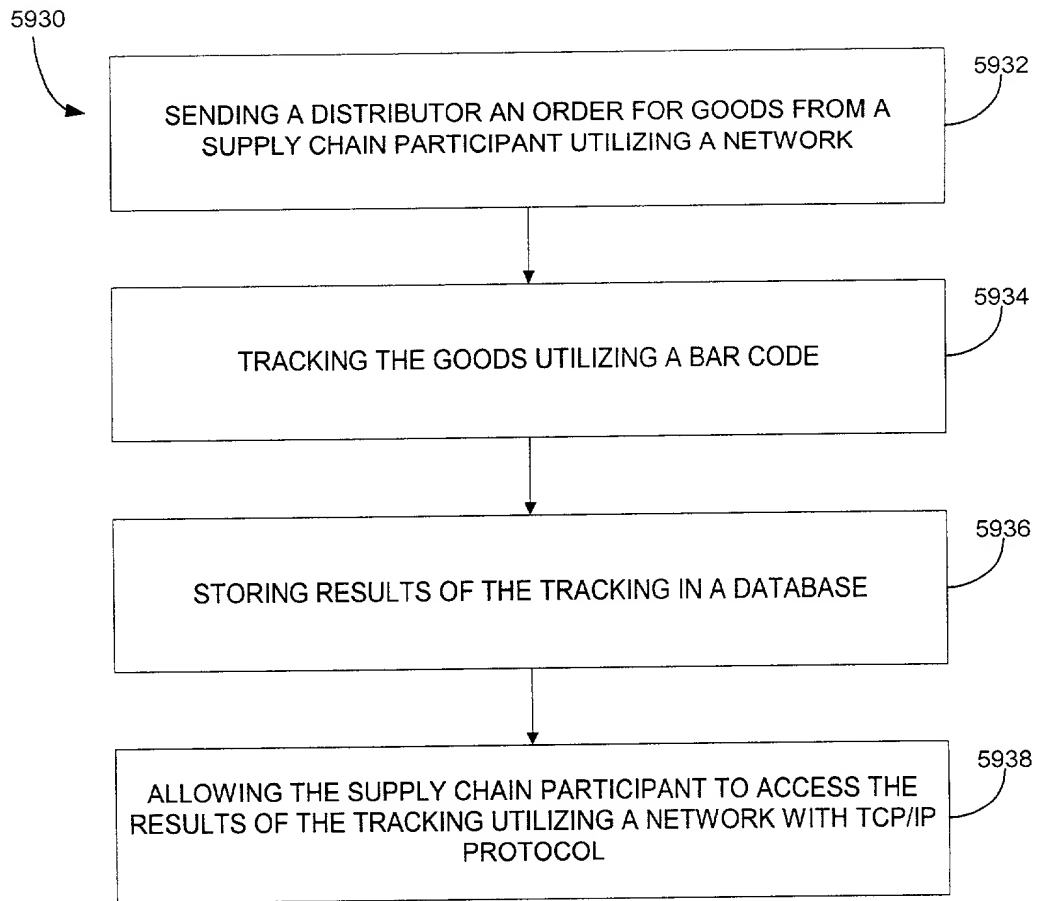 5930
5932
SENDING A DISTRIBUTOR AN ORDER FOR GOODS FROM A
SUPPLY CHAIN PARTICIPANT UTILIZING A NETWORK
5934
TRACKING THE GOODS UTILIZING A BAR CODE
5936
STORING RESULTS OF THE TRACKING IN A DATABASE
5938
ALLOWING THE SUPPLY CHAIN PARTICIPANT TO ACCESS THE
RESULTS OF THE TRACKING UTILIZING A NETWORK WITH TCP/IP
PROTOCOL